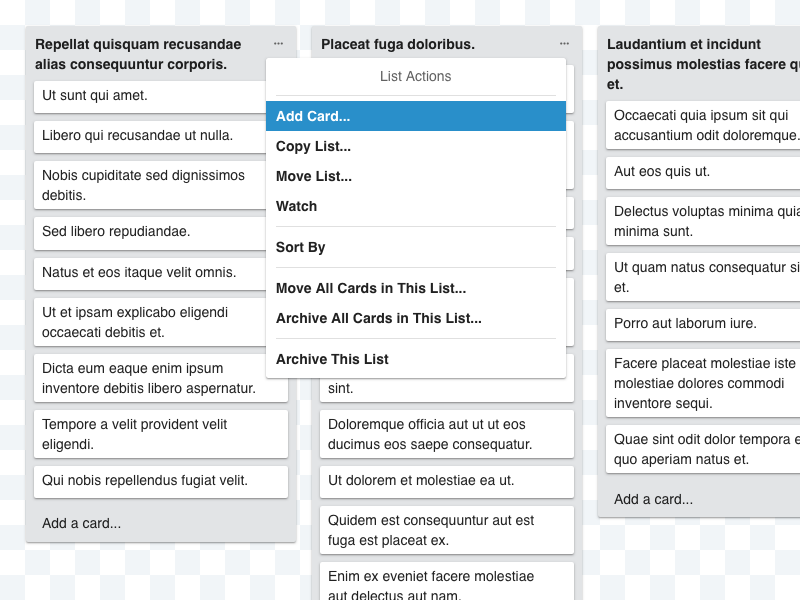 Repellat quisquam recusandae
alias consequuntur corporis.
Ut sunt qui amet.
Libero qui recusandae ut nulla.
Nobis cupiditate sed dignissimos
debitis.
Sed libero repudiandae.
Natus et eos itaque velit omnis.
Ut et ipsam explicabo eligendi
occaecati debitis et.
Dicta eum eaque enim ipsum
inventore debitis libero aspernatur.
Tempore a velit provident velit
eligendi.
Qui nobis repellendus fugiat velit.
Add a card...
Placeat fuga doloribus.
List Actions
Add Card...
Copy List...
Move List...
Watch
Sort By
Move All Cards in This List...
Archive All Cards in This List...
Archive This List
sint.
Doloremque officia aut ut ut eos
ducimus eos saepe consequatur.
Ut dolorem et molestiae ea ut.
Quidem est consequuntur aut est
fuga est placeat ex.
Enim ex eveniet facere molestiae
aut delectus aut nam.
Laudantium et incidunt
possimus molestias facere
et.
Occaecati quia ipsum sit qui
accusantium odit doloremque.
Aut eos quis ut.
Delectus voluptas minima quia
minima sunt.
Ut quam natus consequatur
et.
Porro aut laborum iure.
Facere placeat molestiae iste
molestiae dolores commodi
inventore sequi.
Quae sint odit dolor tempora
quo aperiam natus et.
Add a card...